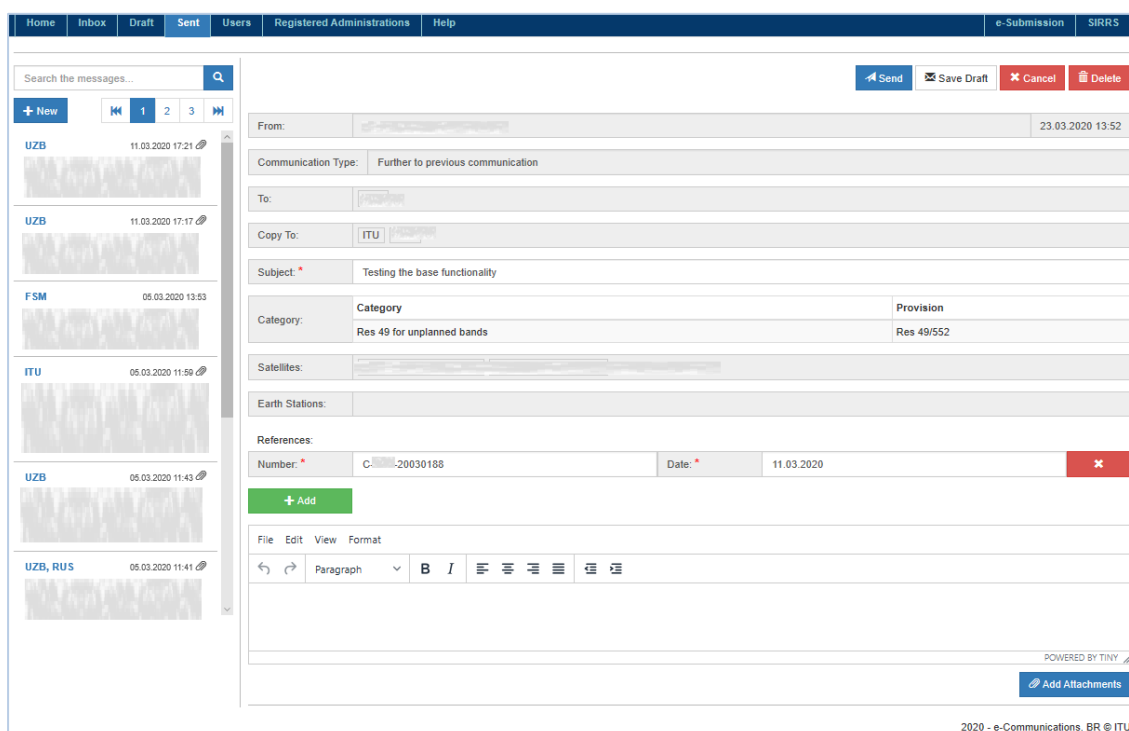 Home Inbox Draft Sent Users Registered Administrations Help e-Submission SIRRS
Search the messages...
Send Save Draft Cancel Delete
New 1 2 3
From: 23.03.2020 13:52
UZB 11.03.2020 17:21
Communication Type: Further to previous communication
To:
UZB 11.03.2020 17:17
Copy To: ITU
Subject: * Testing the base functionality
FSM 05.03.2020 13:53
Category: Category Provision
Res 49 for unplanned bands Res 49/552
ITU 05.03.2020 11:59
Satellites:
Earth Stations:
References:
Number: * C- -20030188 Date: * 11.03.2020
UZB 05.03.2020 11:43
+ Add
File Edit View Format
UZB, RUS 05.03.2020 11:41
Paragraph B I
POWERED BY TINY
Add Attachments
2020 - e-Communications. BR © ITU